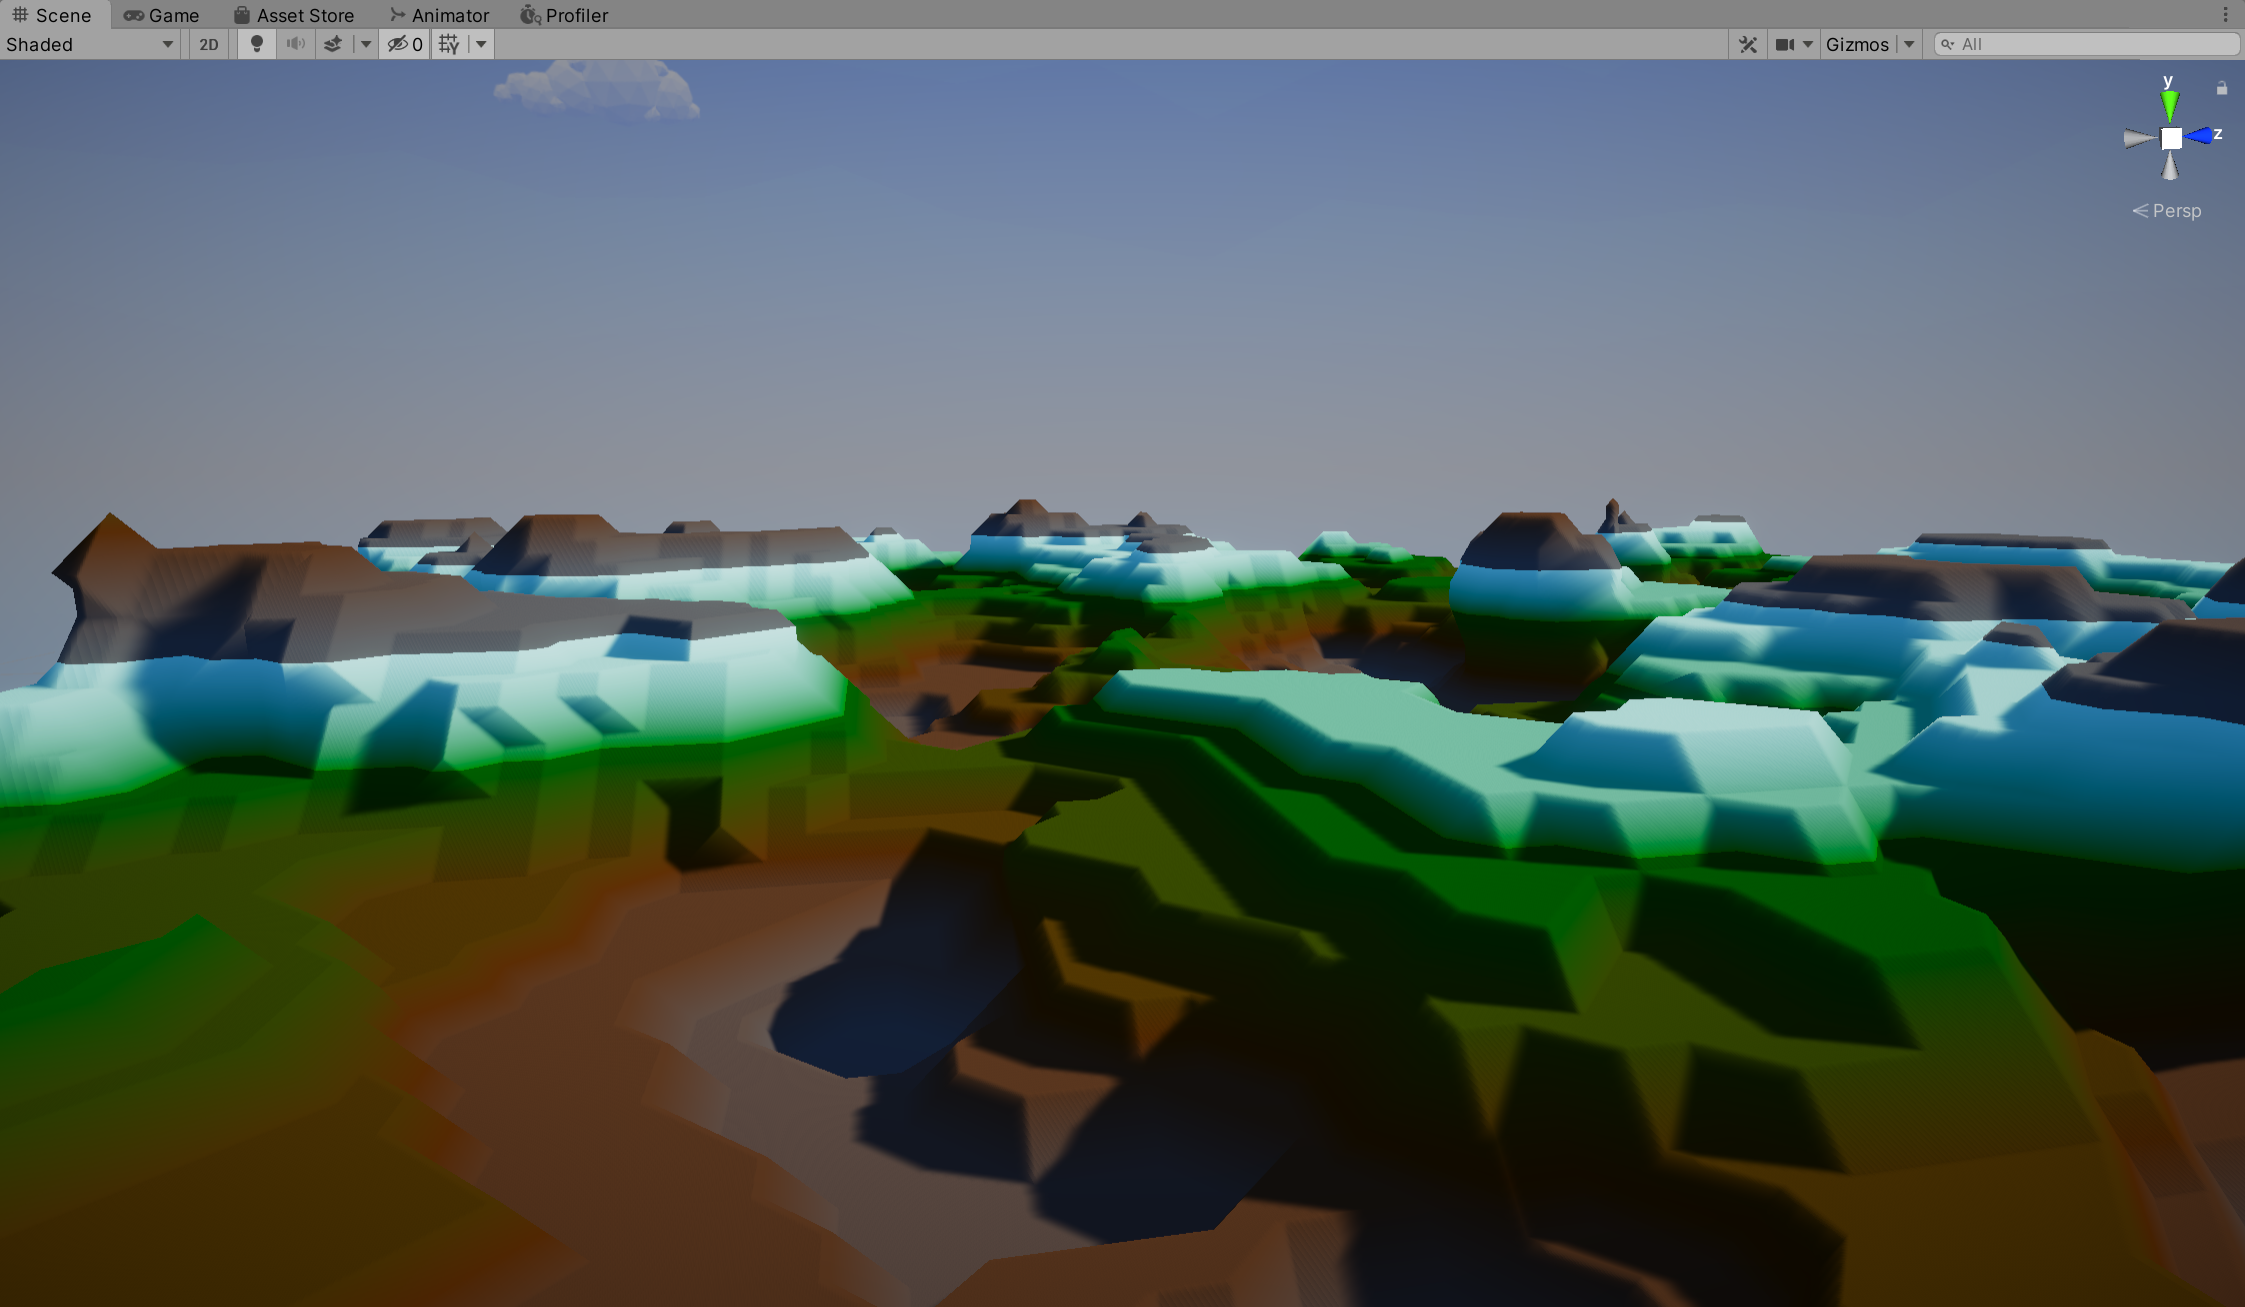 Scene Game Asset Store Animator Profiler
Shaded 2D 0 Gizmos All
y
z
Persp